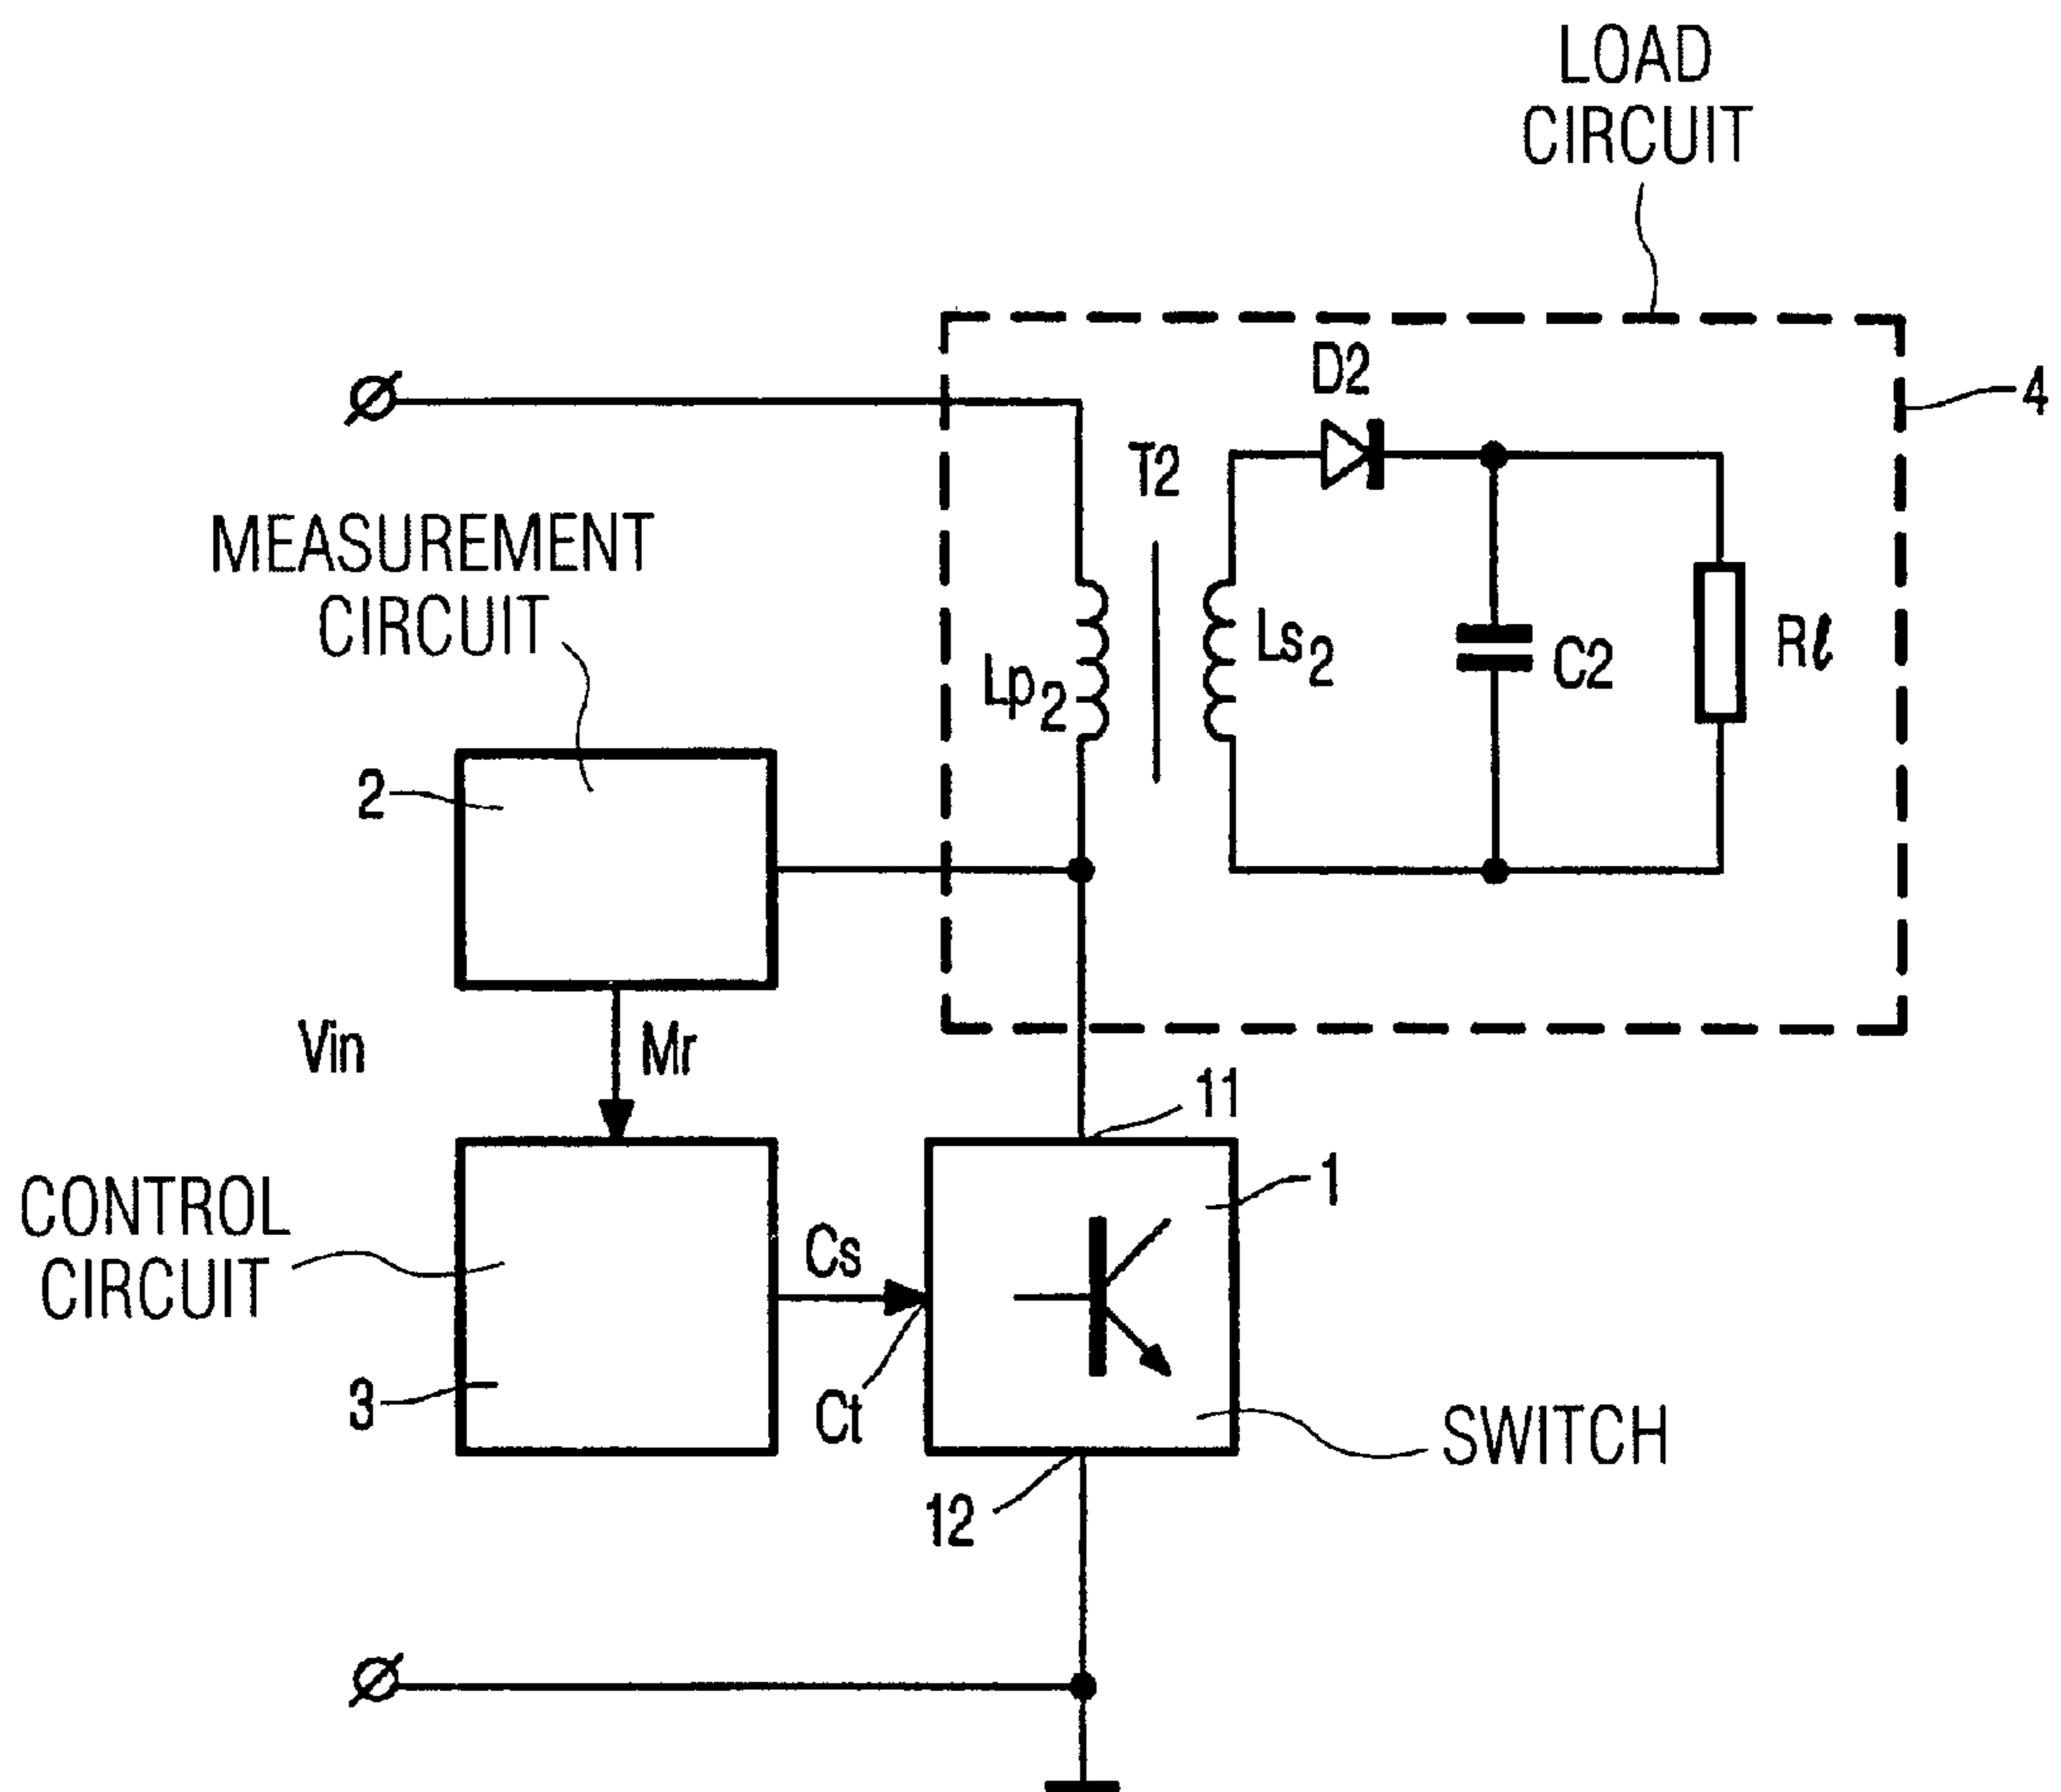 LOAD
CIRCUIT
D2
4
T2
MEASUREMENT
CIRCUIT
Lp2
Ls2
C2
Rℓ
2
Vin
Mr
11
1
CONTROL
CIRCUIT
Cs
3
Ct
SWITCH
12